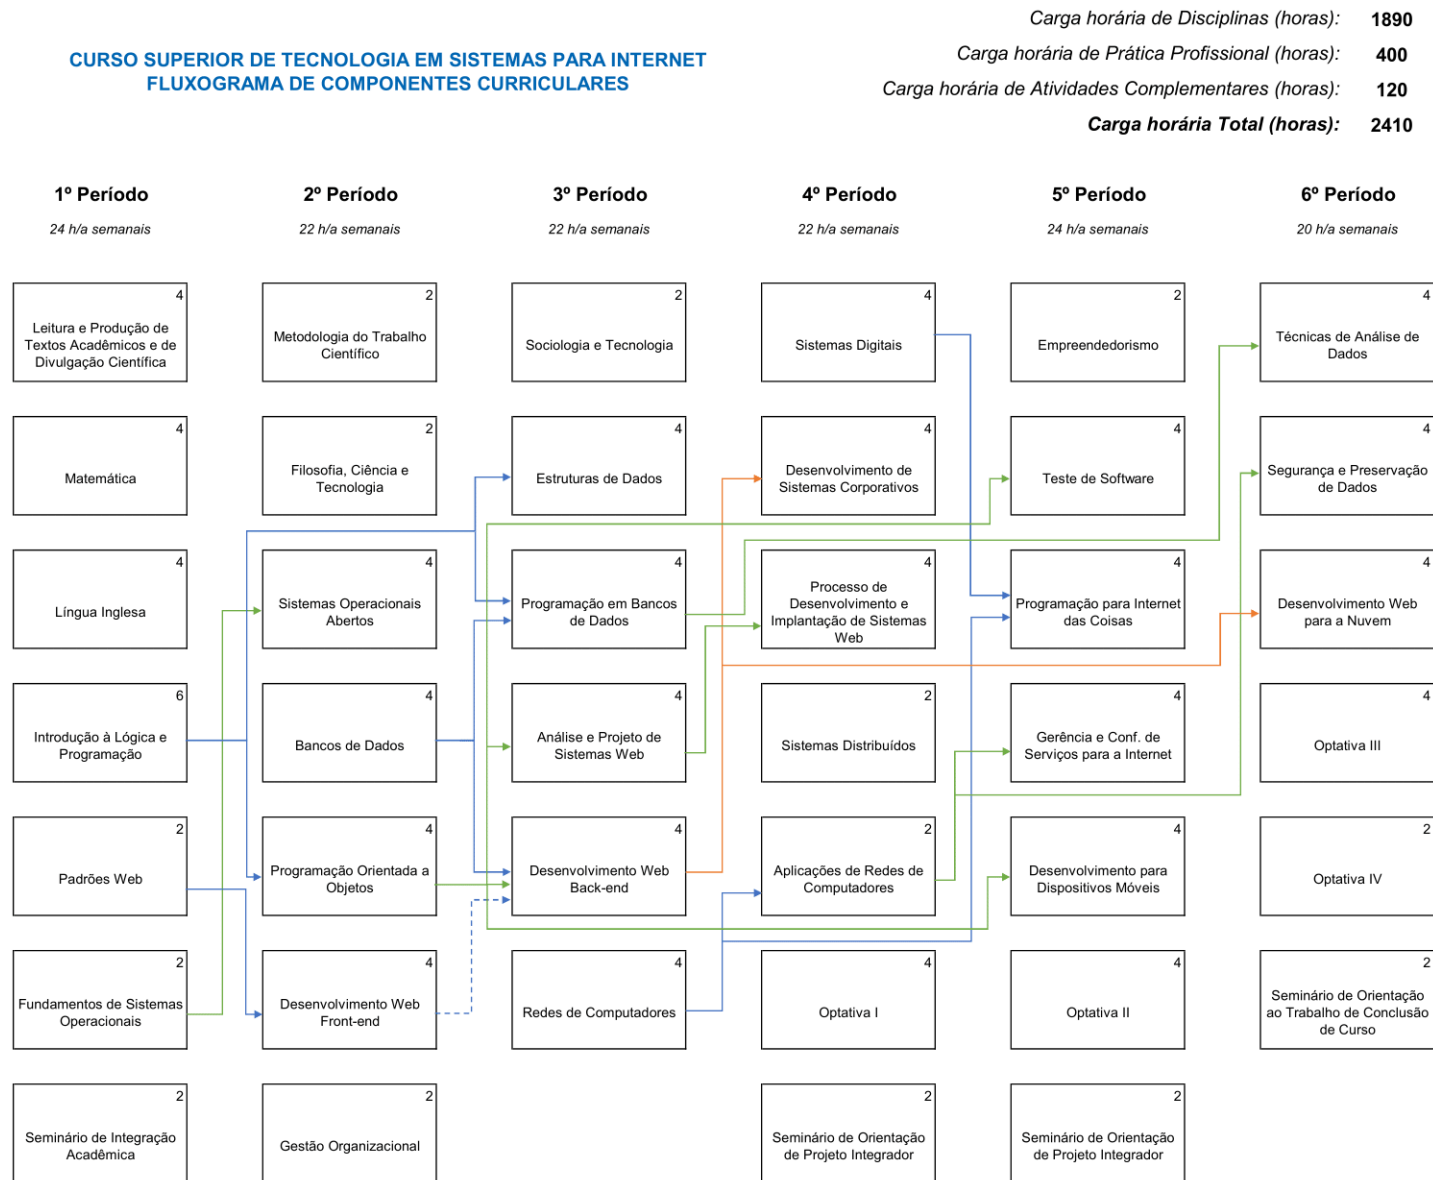 Carga horária de Disciplinas (horas): 1890
CURSO SUPERIOR DE TECNOLOGIA EM SISTEMAS PARA INTERNET
FLUXOGRAMA DE COMPONENTES CURRICULARES
Carga horária de Prática Profissional (horas): 400
Carga horária de Atividades Complementares (horas): 120
Carga horária Total (horas): 2410
1º Período
24 h/a semanais
4
Leitura e Produção de
Textos Acadêmicos e de
Divulgação Científica
4
Matemática
4
Língua Inglesa
6
Introdução à Lógica e
Programação
2
Padrões Web
2
Fundamentos de Sistemas
Operacionais
2
Seminário de Integração
Acadêmica
2º Período
22 h/a semanais
2
Metodologia do Trabalho
Científico
2
Filosofia, Ciência e
Tecnologia
4
Sistemas Operacionais
Abertos
4
Bancos de Dados
4
Programação Orientada a
Objetos
4
Desenvolvimento Web
Front-end
2
Gestão Organizacional
3º Período
22 h/a semanais
2
Sociologia e Tecnologia
4
Estruturas de Dados
4
Programação em Bancos
de Dados
4
Análise e Projeto de
Sistemas Web
4
Desenvolvimento Web
Back-end
4
Redes de Computadores
4º Período
22 h/a semanais
4
Sistemas Digitais
4
Desenvolvimento de
Sistemas Corporativos
4
Processo de
Desenvolvimento e
Implantação de Sistemas
Web
2
Sistemas Distribuídos
2
Aplicações de Redes de
Computadores
4
Optativa I
2
Seminário de Orientação
de Projeto Integrador
5º Período
24 h/a semanais
2
Empreendedorismo
4
Teste de Software
4
Programação para Internet
das Coisas
4
Gerência e Conf. de
Serviços para a Internet
4
Desenvolvimento para
Dispositivos Móveis
4
Optativa II
2
Seminário de Orientação
de Projeto Integrador
6º Período
20 h/a semanais
4
Técnicas de Análise de
Dados
4
Segurança e Preservação
de Dados
4
Desenvolvimento Web
para a Nuvem
4
Optativa III
2
Optativa IV
2
Seminário de Orientação
ao Trabalho de Conclusão
de Curso